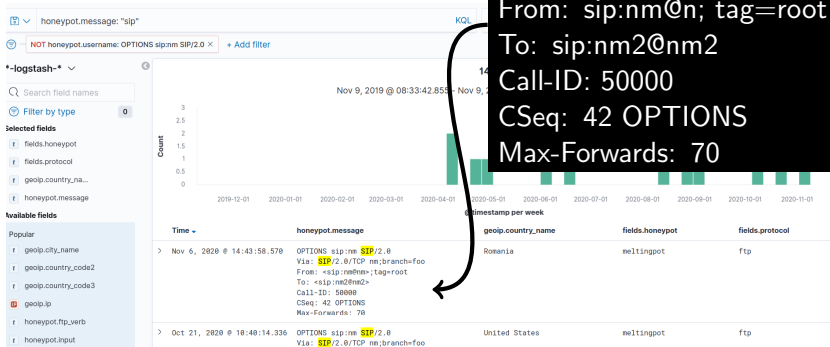 honeypot.message: "sip"
KQL
NOT honeypot.username: OPTIONS sip:nm SIP/2.0 ×
+ Add filter
From: sip:nm@n; tag=root
To: sip:nm2@nm2
Call-ID: 50000
CSeq: 42 OPTIONS
Max-Forwards: 70
*-logstash-*
Search field names
Filter by type 0
Selected fields
t fields.honeypot
t fields.protocol
t geoip.country_na...
t honeypot.message
Available fields
Popular
t geoip.city_name
t geoip.country_code2
t geoip.country_code3
geoip.ip
t honeypot.ftp_verb
t honeypot.input
14
Nov 9, 2019 @ 08:33:42.855 - Nov 9, 2
Count
3
2.5
2
1.5
1
0.5
0
2019-12-01 2020-01-01 2020-02-01 2020-03-01 2020-04-01 2020-05-01 2020-06-01 2020-07-01 2020-08-01 2020-09-01 2020-10-01 2020-11-01
@timestamp per week
Time honeypot.message geoip.country_name fields.honeypot fields.protocol
> Nov 6, 2020 @ 14:43:58.570 OPTIONS sip:nm SIP/2.0 Romania meltingpot ftp
Via: SIP/2.0/TCP nm;branch=foo
From: <sip:nm@nm>;tag=root
To: <sip:nm2@nm2>
Call-ID: 50000
CSeq: 42 OPTIONS
Max-Forwards: 70
> Oct 21, 2020 @ 10:40:14.336 OPTIONS sip:nm SIP/2.0 United States meltingpot ftp
Via: SIP/2.0/TCP nm;branch=foo